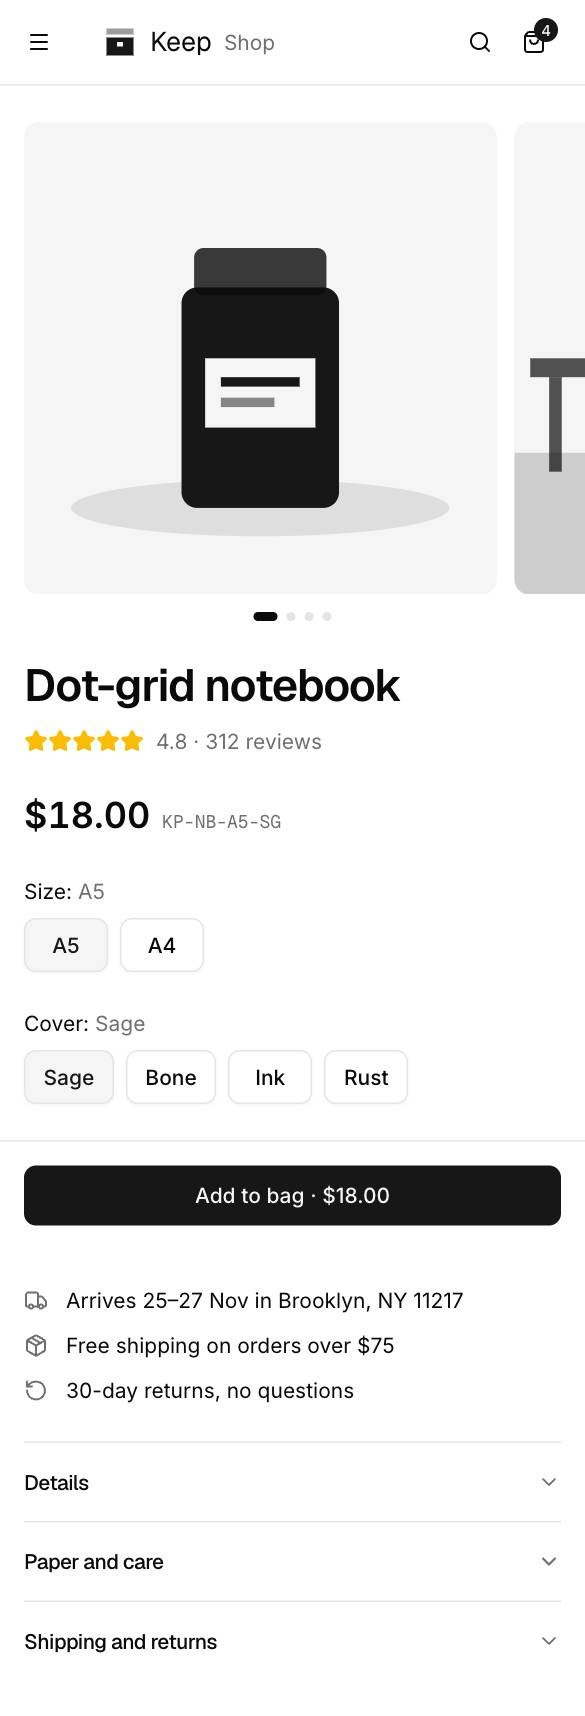 Keep Shop
4
Dot-grid notebook
4.8 · 312 reviews
$18.00 KP-NB-A5-SG
Size: A5
A5 A4
Cover: Sage
Sage Bone Ink Rust
Add to bag · $18.00
Arrives 25–27 Nov in Brooklyn, NY 11217
Free shipping on orders over $75
30-day returns, no questions
Details
Paper and care
Shipping and returns